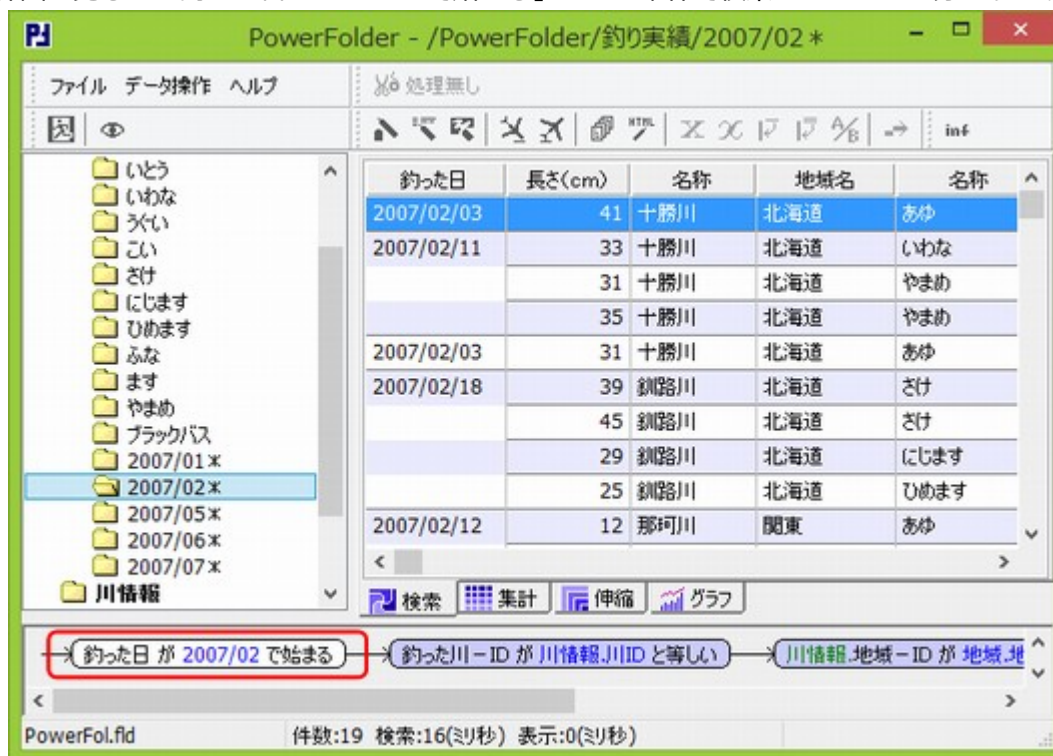 PowerFolder - /PowerFolder/釣り実績/2007/02*
ファイル データ操作 ヘルプ
処理無し
HTML A/B inf
いとう
いわな
うぐい
こい
さけ
にじます
ひめます
ふな
ます
やまめ
ブラックバス
2007/01*
2007/02*
2007/05*
2007/06*
2007/07*
川情報
釣った日 長さ(cm) 名称 地域名 名称
2007/02/03 41 十勝川 北海道 あゆ
2007/02/11 33 十勝川 北海道 いわな
31 十勝川 北海道 やまめ
35 十勝川 北海道 やまめ
2007/02/03 31 十勝川 北海道 あゆ
2007/02/18 39 釧路川 北海道 さけ
45 釧路川 北海道 さけ
29 釧路川 北海道 にじます
25 釧路川 北海道 ひめます
2007/02/12 12 那珂川 関東 あゆ
検索 集計 伸縮 グラフ
釣った日 が 2007/02 で始まる 釣った川-ID が 川情報.川ID と等しい 川情報.地域-ID が 地域.地
PowerFol.fld 件数:19 検索:16(ミリ秒) 表示:0(ミリ秒)